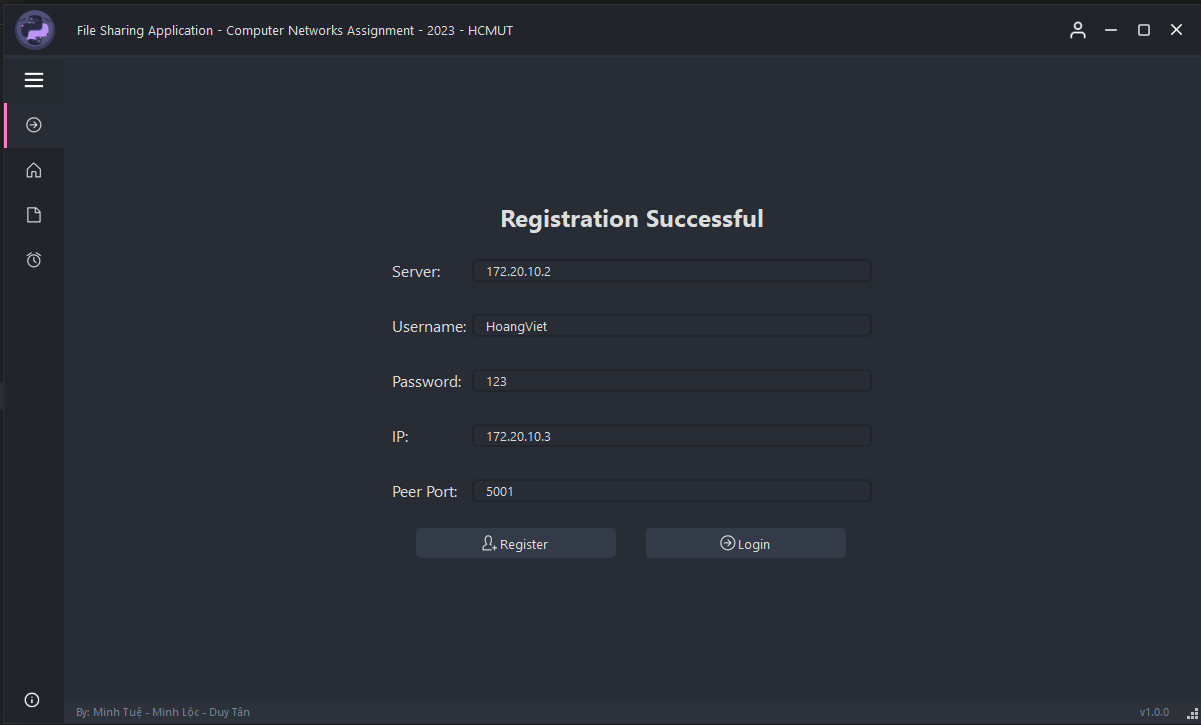 File Sharing Application - Computer Networks Assignment - 2023 - HCMUT
Registration Successful
Server: 172.20.10.2
Username: HoangViet
Password: 123
IP: 172.20.10.3
Peer Port: 5001
Register Login
By: Minh Tuệ - Minh Lộc - Duy Tân v1.0.0